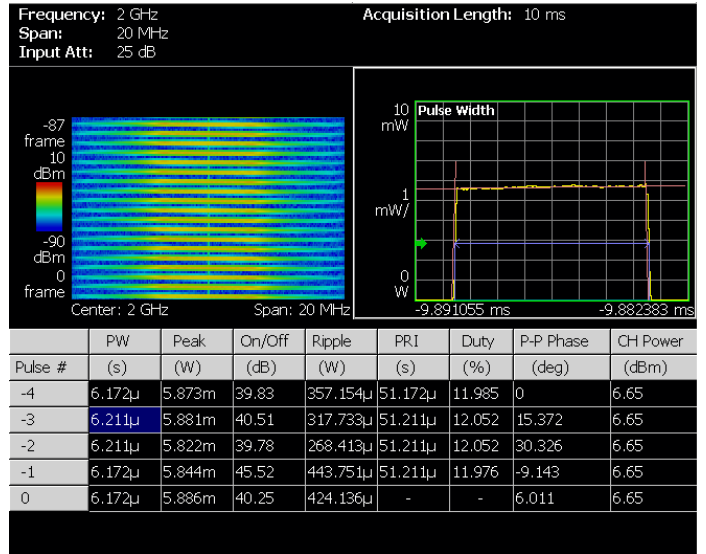 Frequency: 2 GHz
Acquisition Length: 10 ms
Span: 20 MHz
Input Att: 25 dB
-87
frame
10
dBm
-90
dBm
0
frame
Center: 2 GHz Span: 20 MHz
10
mW
Pulse Width
1
mW/
0
W
-9.891055 ms -9.882383 ms
PW Peak On/Off Ripple PRI Duty P-P Phase CH Power
Pulse # (s) (W) (dB) (W) (s) (%) (deg) (dBm)
-4 6.172µ 5.873m 39.83 357.154µ 51.172µ 11.985 0 6.65
-3 6.211µ 5.881m 40.51 317.733µ 51.211µ 12.052 15.372 6.65
-2 6.211µ 5.822m 39.78 268.413µ 51.211µ 12.052 30.326 6.65
-1 6.172µ 5.844m 45.52 443.751µ 51.211µ 11.976 -9.143 6.65
0 6.172µ 5.886m 40.25 424.136µ - - 6.011 6.65